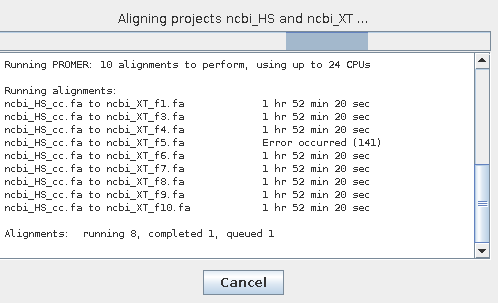 Aligning projects ncbi_HS and ncbi_XT ...
Running PROMER: 10 alignments to perform, using up to 24 CPUs
Running alignments:
ncbi_HS_cc.fa to ncbi_XT_f1.fa 1 hr 52 min 20 sec
ncbi_HS_cc.fa to ncbi_XT_f3.fa 1 hr 52 min 20 sec
ncbi_HS_cc.fa to ncbi_XT_f4.fa 1 hr 52 min 20 sec
ncbi_HS_cc.fa to ncbi_XT_f5.fa Error occurred (141)
ncbi_HS_cc.fa to ncbi_XT_f6.fa 1 hr 52 min 20 sec
ncbi_HS_cc.fa to ncbi_XT_f7.fa 1 hr 52 min 20 sec
ncbi_HS_cc.fa to ncbi_XT_f8.fa 1 hr 52 min 20 sec
ncbi_HS_cc.fa to ncbi_XT_f9.fa 1 hr 52 min 20 sec
ncbi_HS_cc.fa to ncbi_XT_f10.fa 1 hr 52 min 20 sec
Alignments: running 8, completed 1, queued 1
Cancel